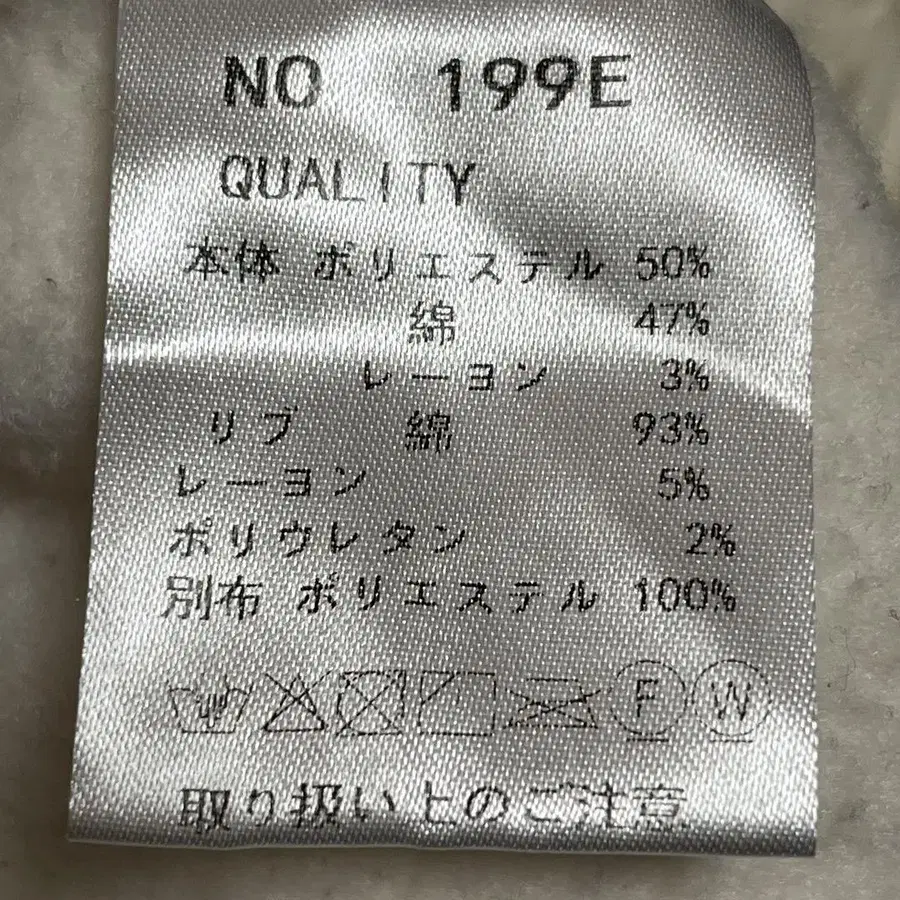 NO 199E
QUALITY
本体 ポリエステル 50%
綿 47%
レーヨン 3%
リブ 綿 93%
レーヨン 5%
ポリウレタン 2%
別布 ポリエステル 100%
F W
取り扱い上のご注意